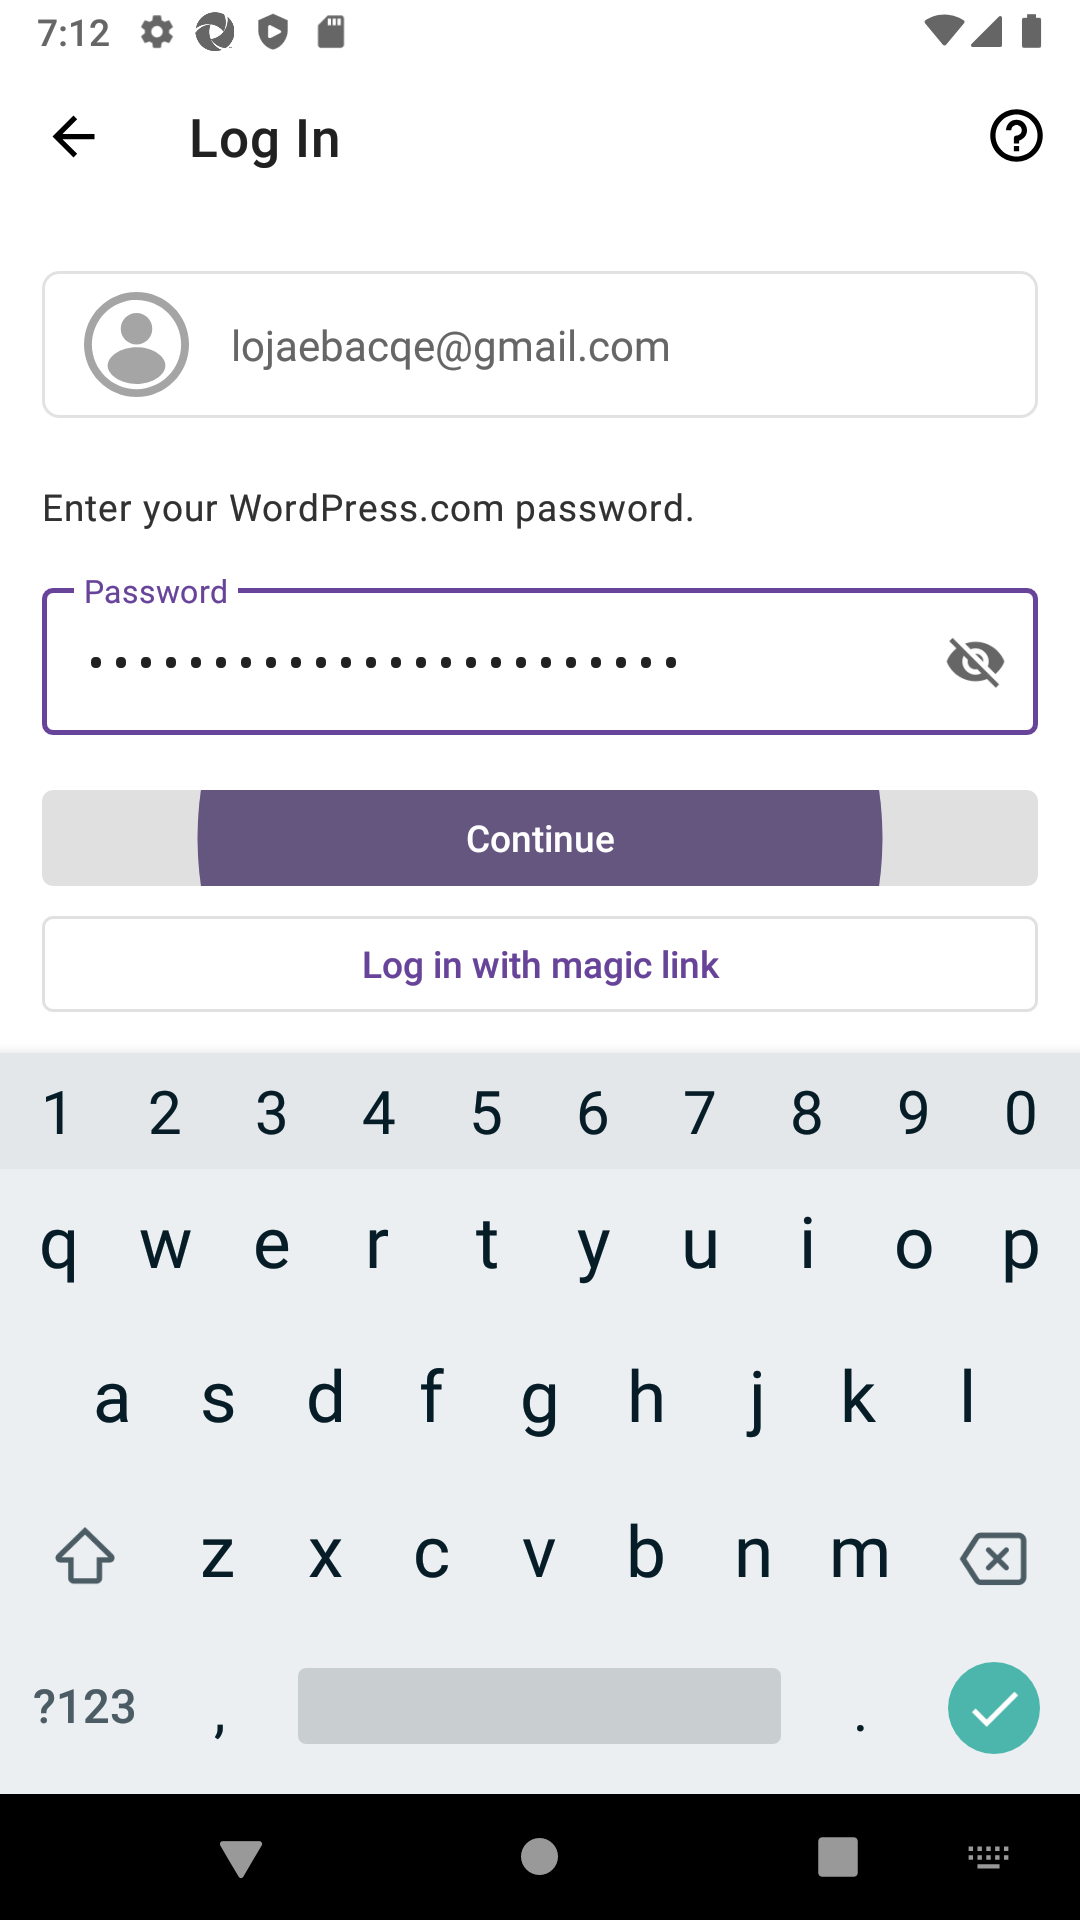 7:12
Log In
lojaebacqe@gmail.com
Enter your WordPress.com password.
Password
••••••••••••••••••••••••
Continue
Log in with magic link
1 2 3 4 5 6 7 8 9 0
q w e r t y u i o p
a s d f g h j k l
z x c v b n m
?123 , .